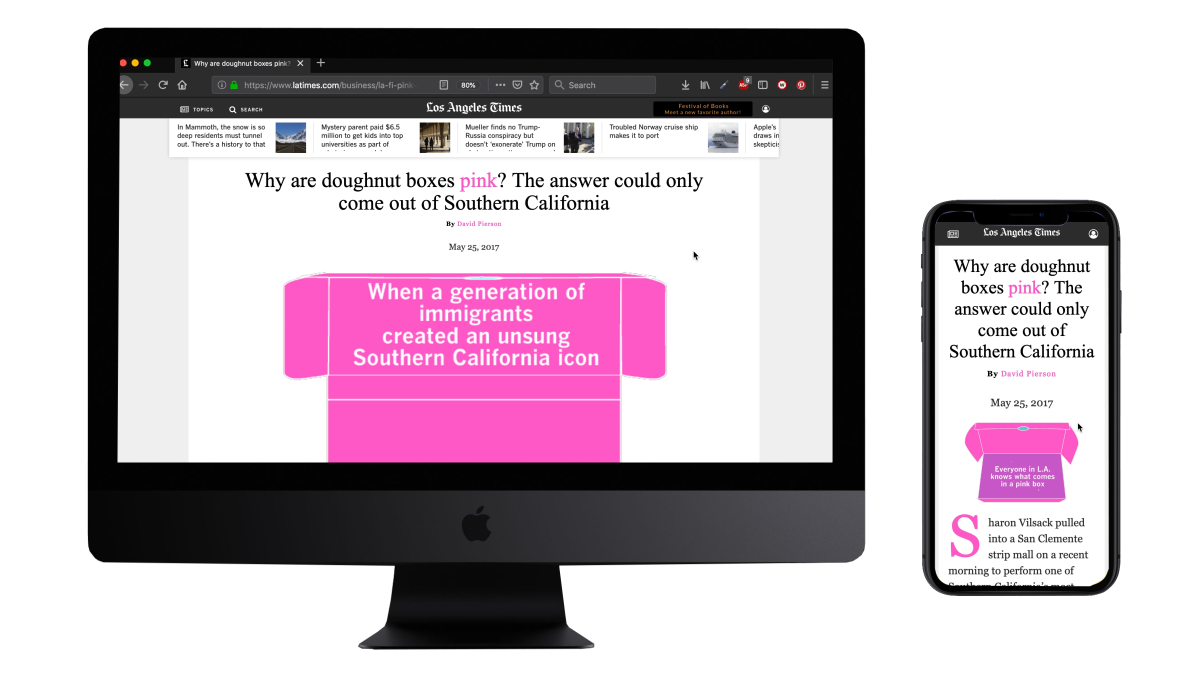 Why are doughnut boxes pink?
https://www.latimes.com/business/la-fi-pink
80%
Search
TOPICS
SEARCH
Los Angeles Times
Festival of Books
Meet a new favorite author!
In Mammoth, the snow is so
deep residents must tunnel
out. There's a history to that
Mystery parent paid $6.5
million to get kids into top
universities as part of
Mueller finds no Trump-
Russia conspiracy but
doesn't 'exonerate' Trump on
Troubled Norway cruise ship
makes it to port
Apple's
draws in
skeptici
Why are doughnut boxes pink? The answer could only
come out of Southern California
By David Pierson
May 25, 2017
When a generation of
immigrants
created an unsung
Southern California icon
Los Angeles Times
Why are doughnut
boxes pink? The
answer could only
come out of
Southern California
By David Pierson
May 25, 2017
Everyone in L.A.
knows what comes
in a pink box
Sharon Vilsack pulled
into a San Clemente
strip mall on a recent
morning to perform one of
Southern California's most